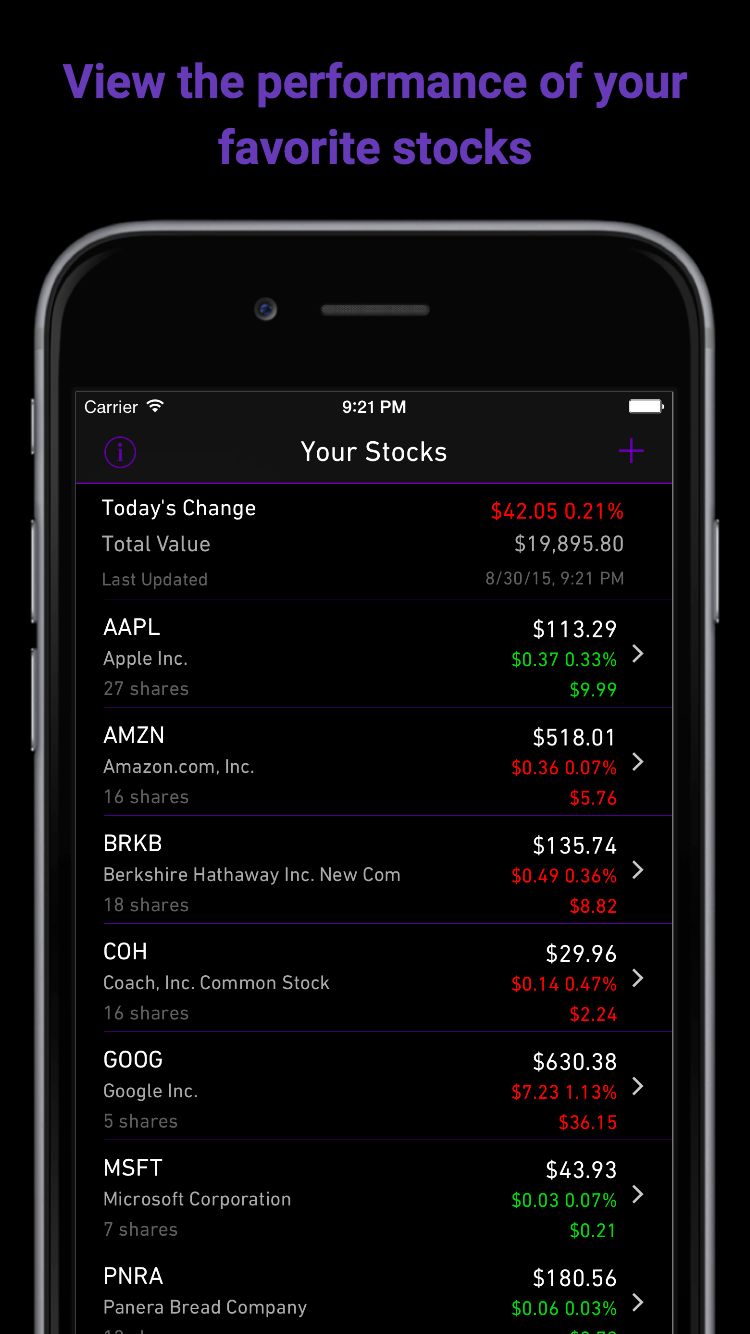 View the performance of your
favorite stocks
Carrier 9:21 PM
Your Stocks
Today's Change $42.05 0.21%
Total Value $19,895.80
Last Updated 8/30/15, 9:21 PM
AAPL $113.29
Apple Inc. $0.37 0.33%
27 shares $9.99
AMZN $518.01
Amazon.com, Inc. $0.36 0.07%
16 shares $5.76
BRKB $135.74
Berkshire Hathaway Inc. New Com $0.49 0.36%
18 shares $8.82
COH $29.96
Coach, Inc. Common Stock $0.14 0.47%
16 shares $2.24
GOOG $630.38
Google Inc. $7.23 1.13%
5 shares $36.15
MSFT $43.93
Microsoft Corporation $0.03 0.07%
7 shares $0.21
PNRA $180.56
Panera Bread Company $0.06 0.03%